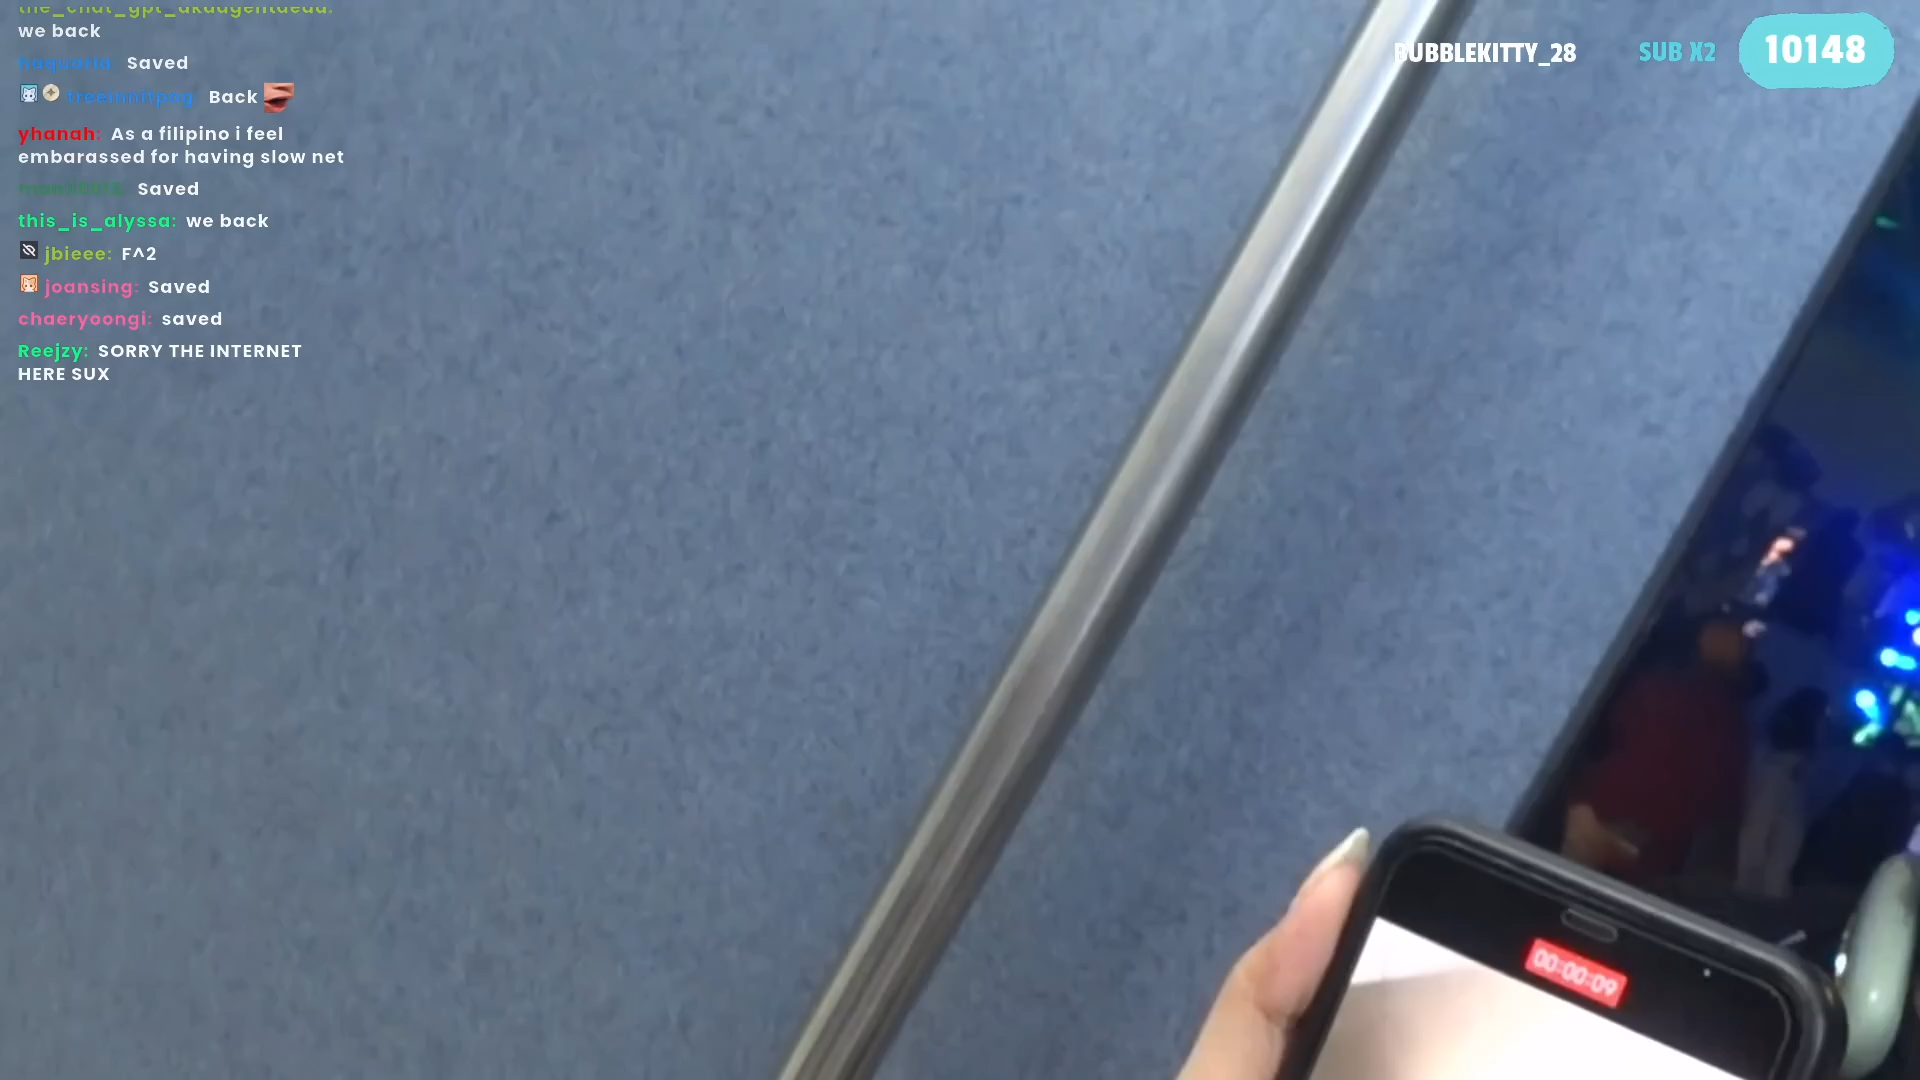 we back
Saved
treeinnitpog: Back
yhanah: As a filipino i feel
embarassed for having slow net
Saved
this_is_alyssa: we back
jbieee: F^2
joansing: Saved
chaeryoongi: saved
Reejzy: SORRY THE INTERNET
HERE SUX
BUBBLEKITTY_28 SUB X2 10148
00:00:09